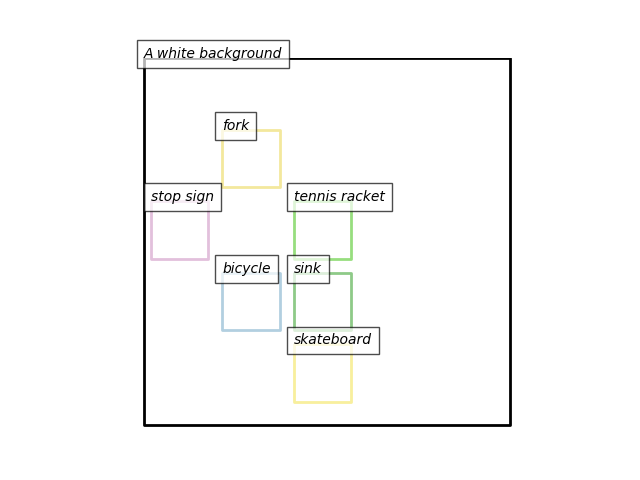 A white background
fork
stop sign
tennis racket
bicycle
sink
skateboard